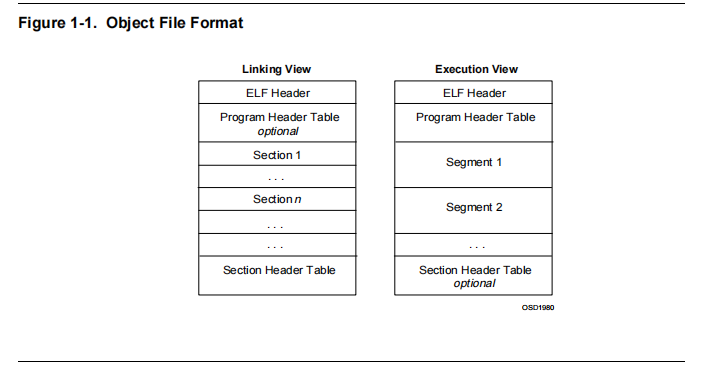 Figure 1-1. Object File Format
Linking View
ELF Header
Program Header Table
optional
Section 1
. . .
Section n
. . .
. . .
Section Header Table
Execution View
ELF Header
Program Header Table
Segment 1
Segment 2
. . .
Section Header Table
optional
OSD1980